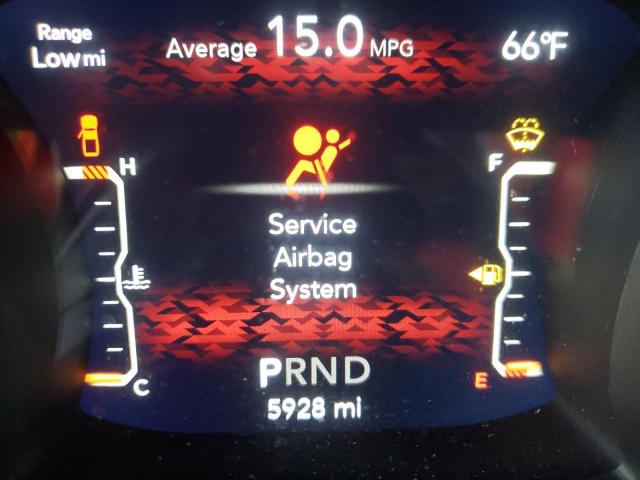 Range
Low mi
Average 15.0 MPG
66°F
H
F
Service
Airbag
System
C
E
PRND
5928 mi